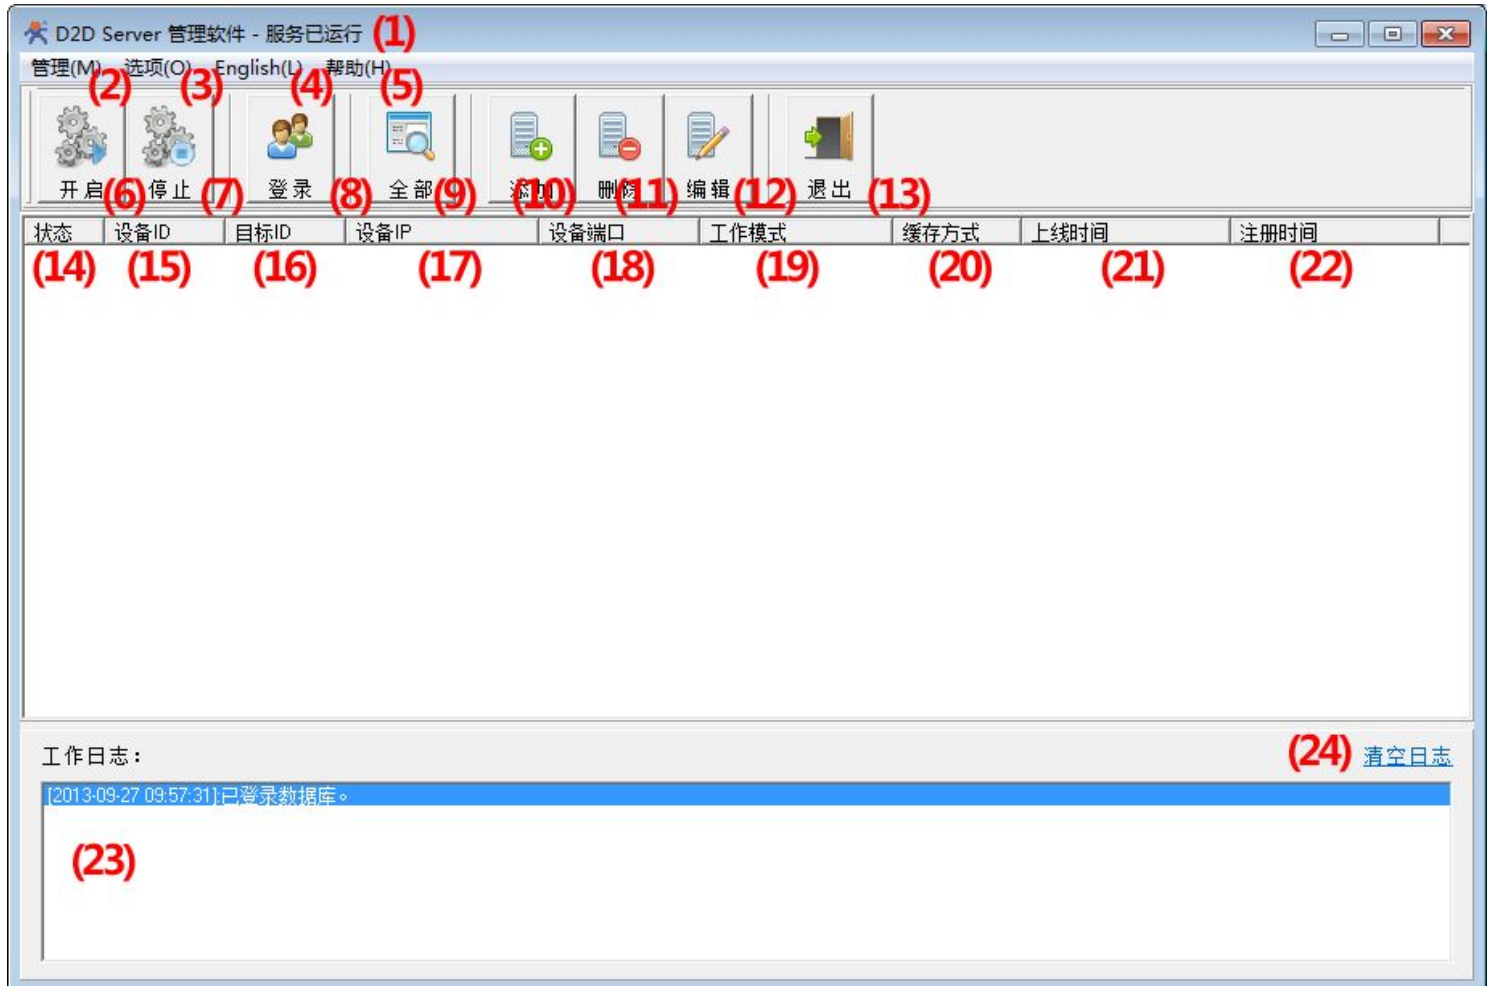 D2D Server 管理软件 - 服务已运行 (1)
管理(M) (2) 选项(O) (3) English(L) (4) 帮助(H) (5)
开启 (6) 停止 (7) 登录 (8) 全部 (9) 添加 (10) 删除 (11) 编辑 (12) 退出 (13)
状态 设备ID 目标ID 设备IP 设备端口 工作模式 缓存方式 上线时间 注册时间
(14) (15) (16) (17) (18) (19) (20) (21) (22)
工作日志： (24) 清空日志
[2013-09-27 09:57:31]:已登录数据库。
(23)